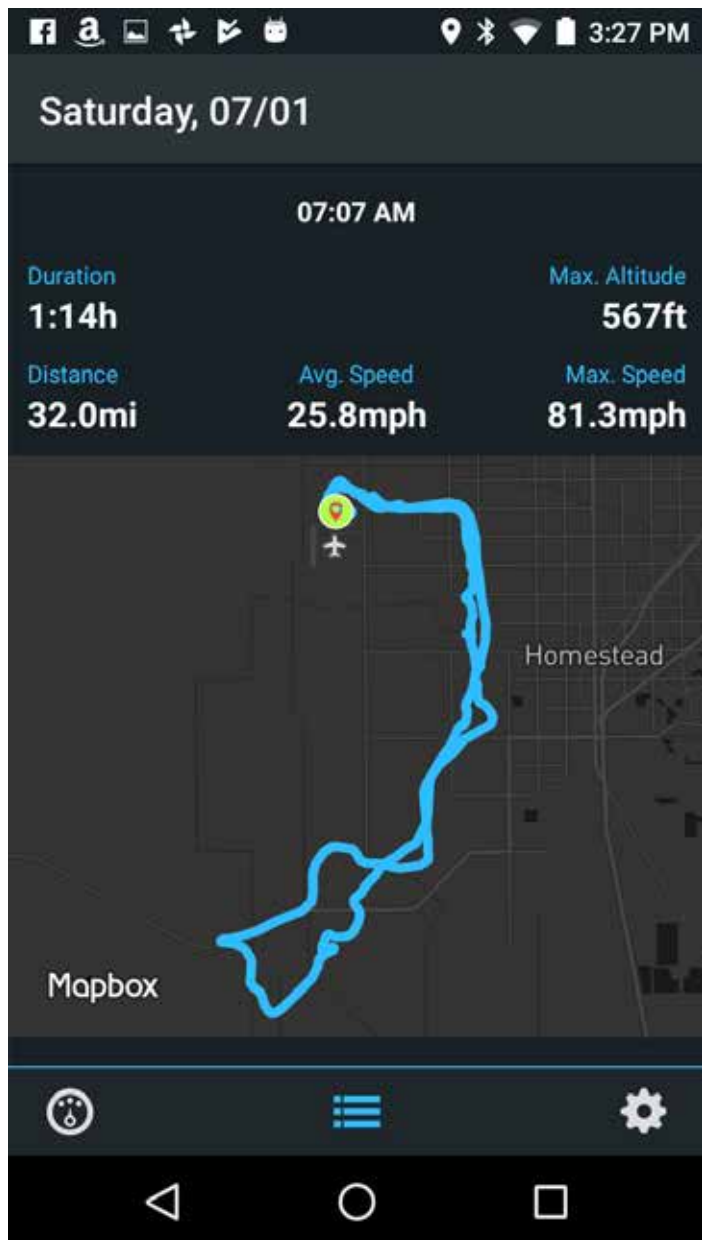 3:27 PM
Saturday, 07/01
07:07 AM
Duration
Max. Altitude
1:14h
567ft
Distance
Avg. Speed
Max. Speed
32.0mi
25.8mph
81.3mph
Homestead
Mapbox